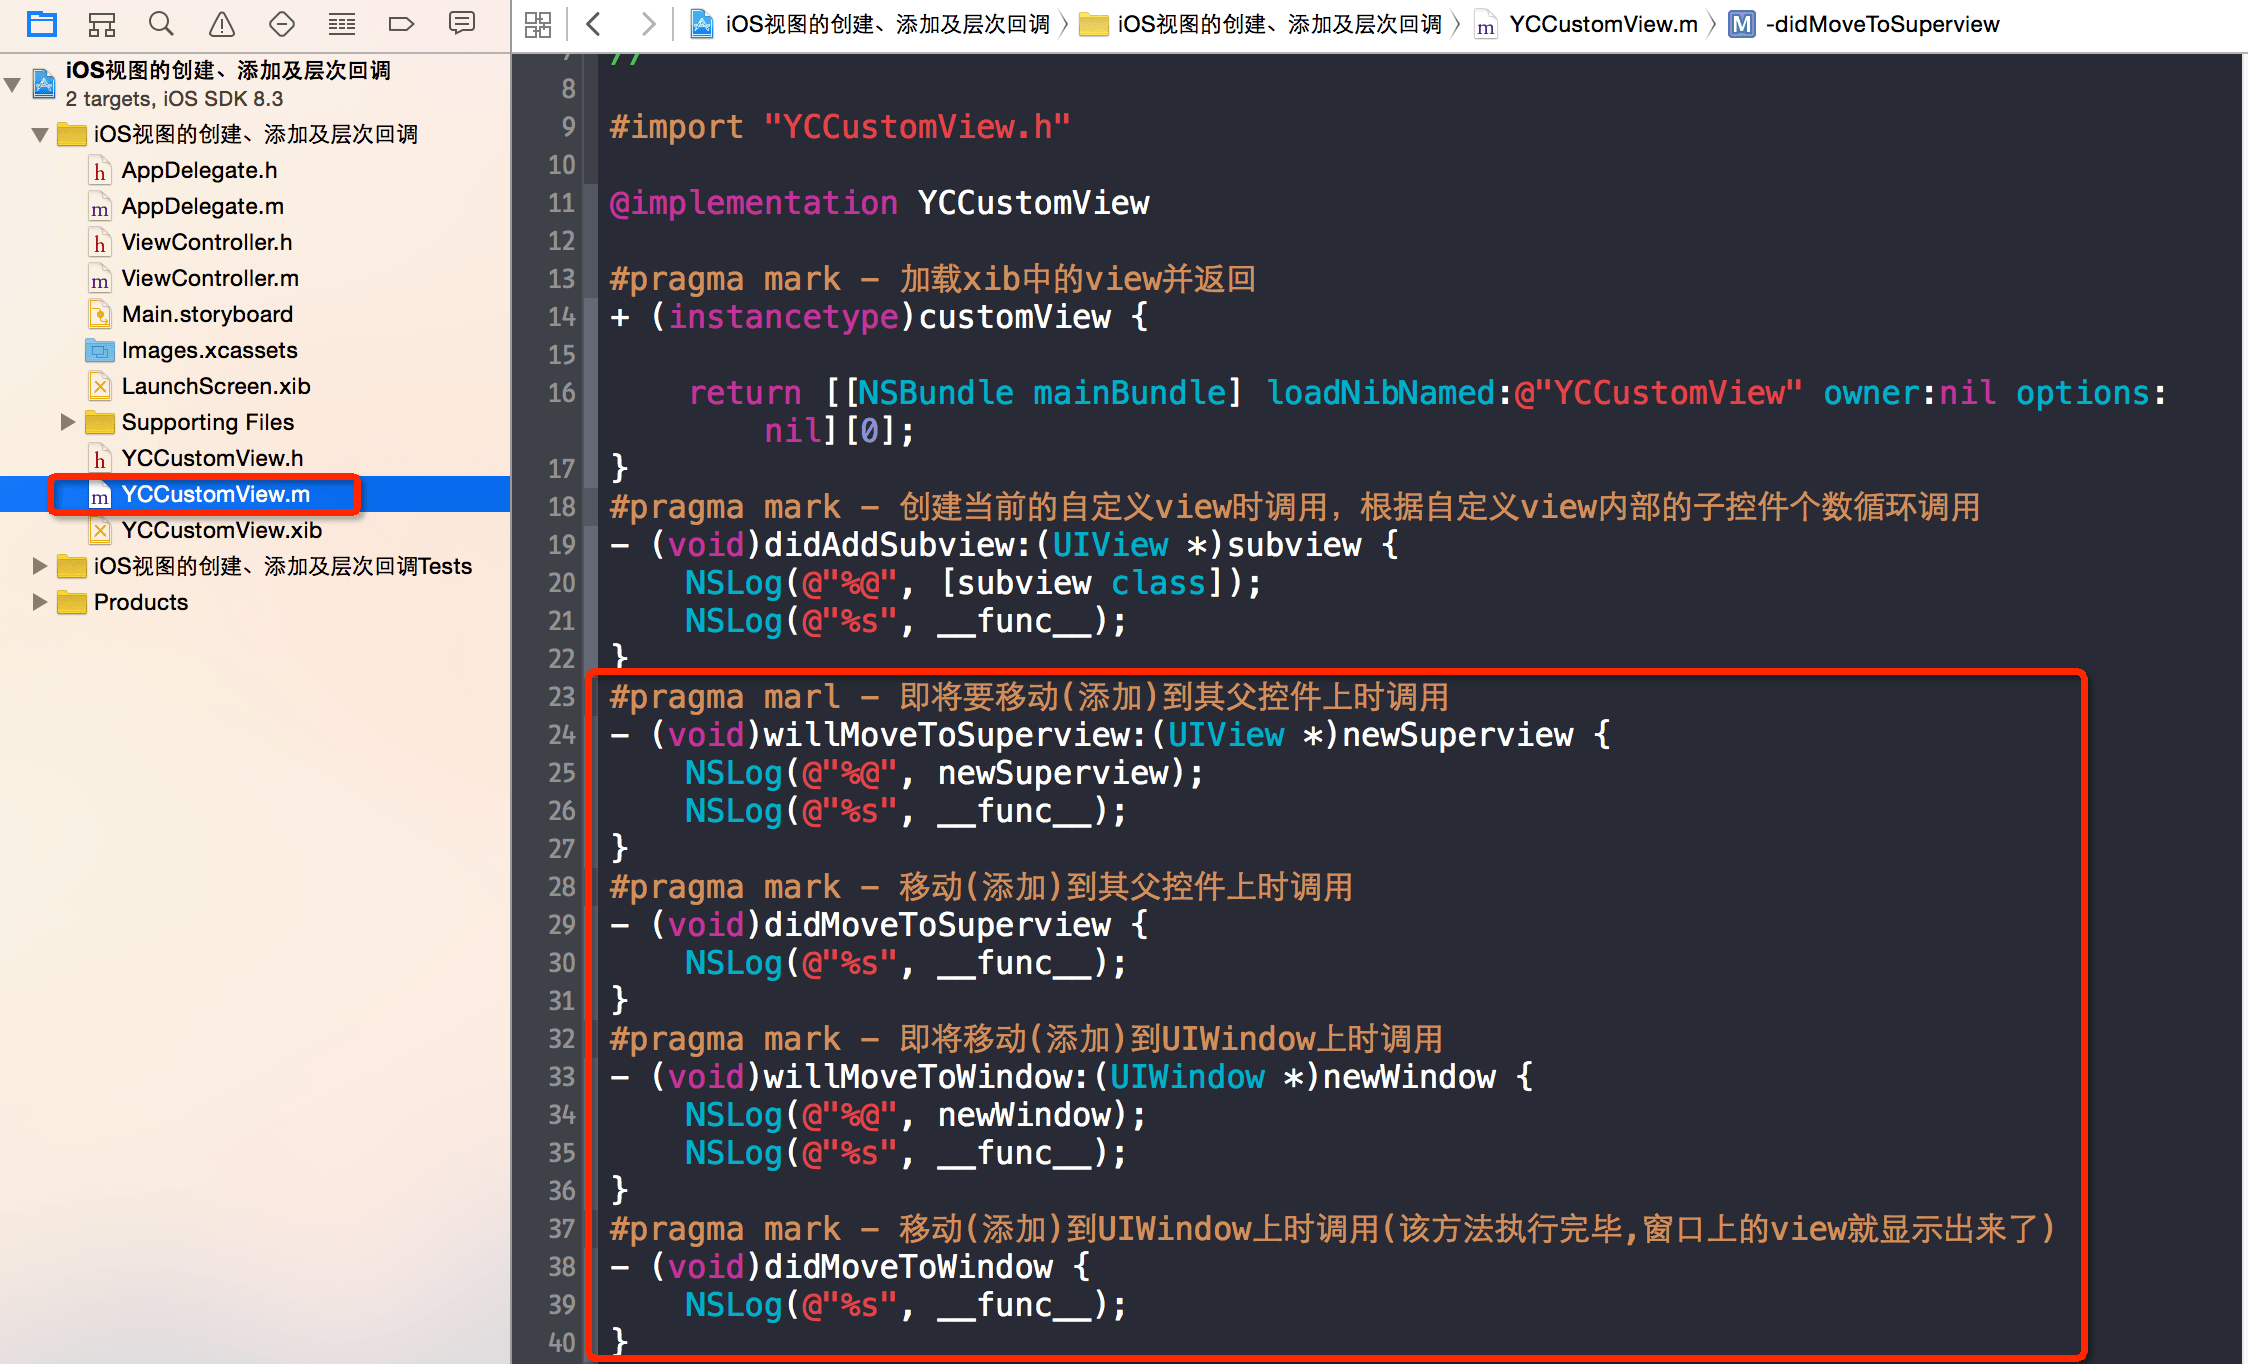 iOS视图的创建、添加及层次回调
2 targets, iOS SDK 8.3
iOS视图的创建、添加及层次回调
h AppDelegate.h
m AppDelegate.m
h ViewController.h
m ViewController.m
Main.storyboard
Images.xcassets
LaunchScreen.xib
Supporting Files
h YCCustomView.h
m YCCustomView.m
YCCustomView.xib
iOS视图的创建、添加及层次回调Tests
Products
iOS视图的创建、添加及层次回调 iOS视图的创建、添加及层次回调 m YCCustomView.m M -didMoveToSuperview
//
8
9 #import "YCCustomView.h"
10
11 @implementation YCCustomView
12
13 #pragma mark - 加载xib中的view并返回
14 + (instancetype)customView {
15
16 return [[NSBundle mainBundle] loadNibNamed:@"YCCustomView" owner:nil options:
nil][0];
17 }
18 #pragma mark - 创建当前的自定义view时调用，根据自定义view内部的子控件个数循环调用
19 - (void)didAddSubview:(UIView *)subview {
20 NSLog(@"%@", [subview class]);
21 NSLog(@"%s", __func__);
22 }
23 #pragma marl - 即将要移动(添加)到其父控件上时调用
24 - (void)willMoveToSuperview:(UIView *)newSuperview {
25 NSLog(@"%@", newSuperview);
26 NSLog(@"%s", __func__);
27 }
28 #pragma mark - 移动(添加)到其父控件上时调用
29 - (void)didMoveToSuperview {
30 NSLog(@"%s", __func__);
31 }
32 #pragma mark - 即将移动(添加)到UIWindow上时调用
33 - (void)willMoveToWindow:(UIWindow *)newWindow {
34 NSLog(@"%@", newWindow);
35 NSLog(@"%s", __func__);
36 }
37 #pragma mark - 移动(添加)到UIWindow上时调用(该方法执行完毕,窗口上的view就显示出来了)
38 - (void)didMoveToWindow {
39 NSLog(@"%s", __func__);
40 }